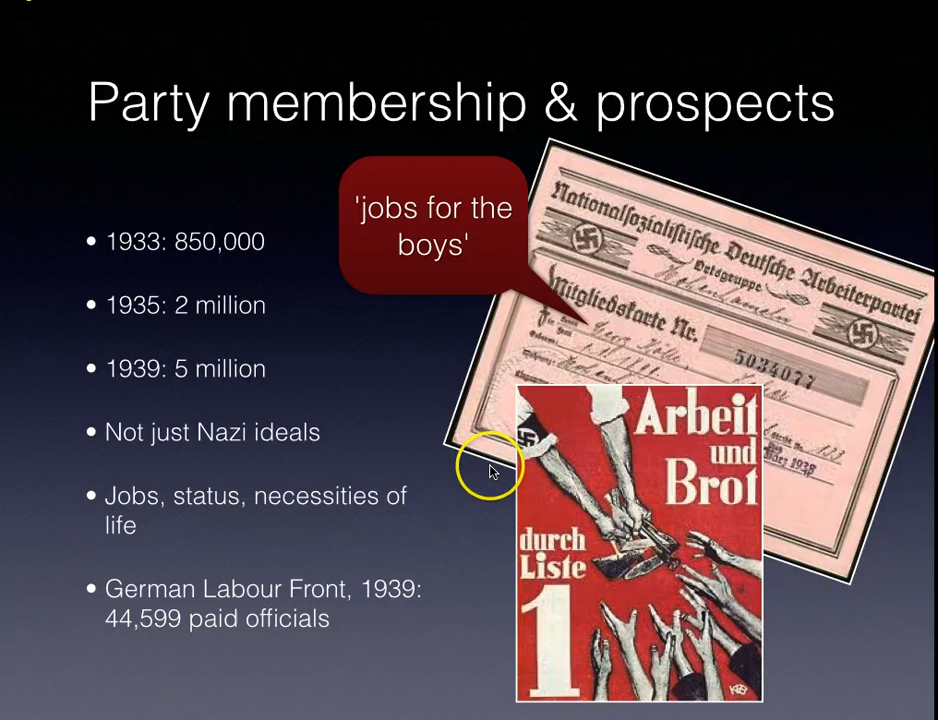 Party membership & prospects
'jobs for the
boys'
• 1933: 850,000
• 1935: 2 million
• 1939: 5 million
• Not just Nazi ideals
• Jobs, status, necessities of
life
• German Labour Front, 1939:
44,599 paid officials
Nationalsozialistische Deutsche Arbeiterpartei
Ortsgruppe
Mitgliedskarte Nr.
5034077
Arbeit
und
Brot
durch
Liste
1